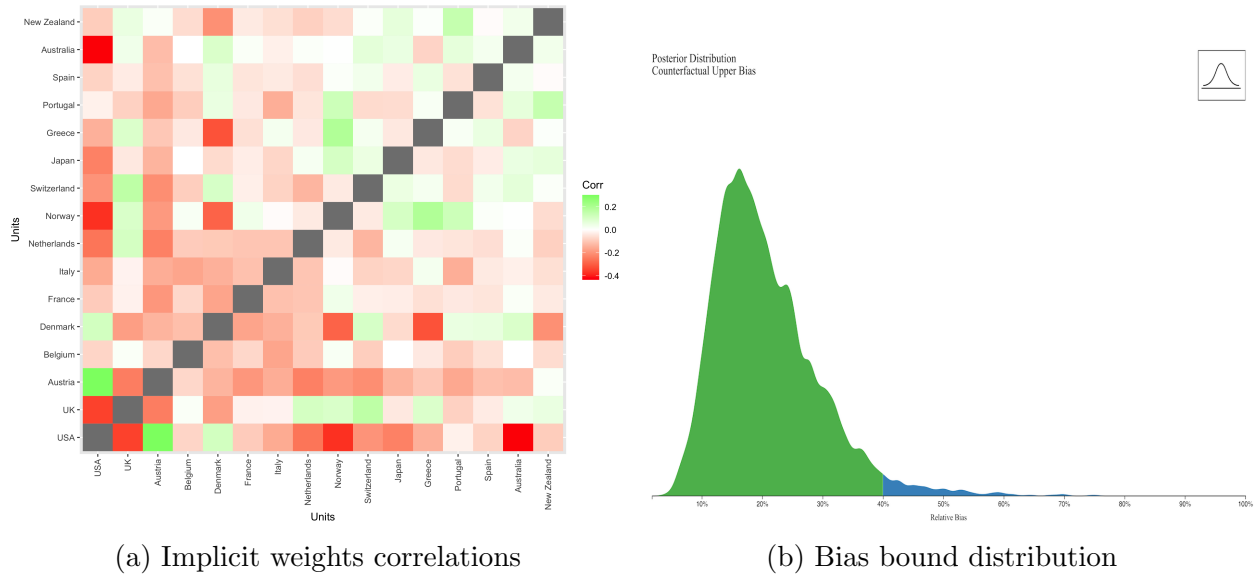 New Zealand
Australia
Spain
Portugal
Greece
Japan
Switzerland
Norway
Netherlands
Italy
France
Denmark
Belgium
Austria
UK
USA
Units
USA
UK
Austria
Belgium
Denmark
France
Italy
Netherlands
Norway
Switzerland
Japan
Greece
Portugal
Spain
Australia
New Zealand
Units
Corr
0.2
0.0
-0.2
-0.4
(a) Implicit weights correlations
Posterior Distribution
Counterfactual Upper Bias
10% 20% 30% 40% 50% 60% 70% 80% 90% 100%
Relative Bias
(b) Bias bound distribution